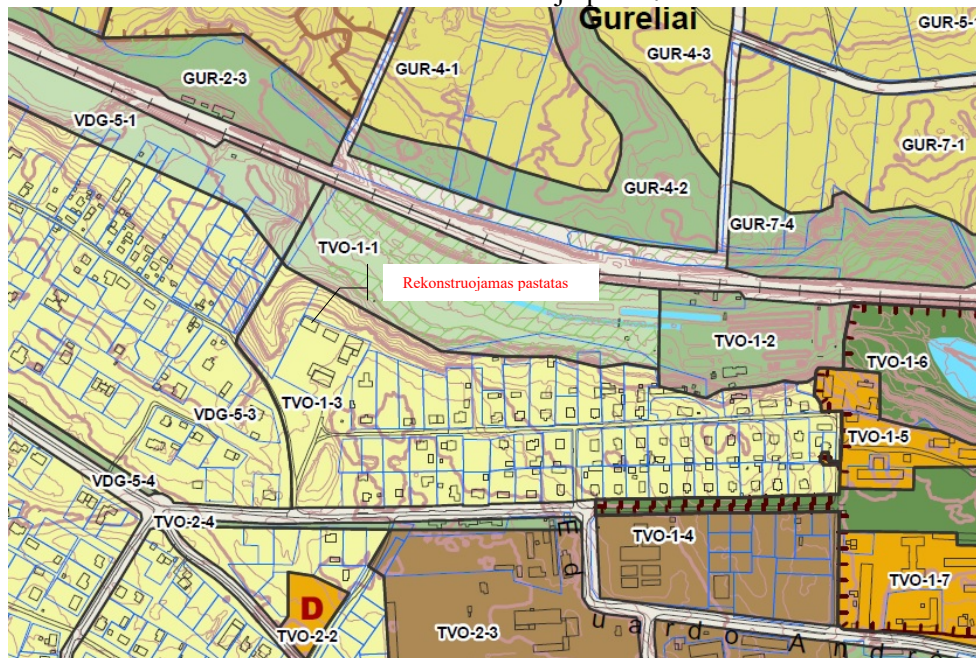 Gureliai
GUR-5-
GUR-4-3
GUR-4-1
GUR-2-3
VDG-5-1
GUR-7-1
GUR-4-2
GUR-7-4
TVO-1-1
Rekonstruojamas pastatas
TVO-1-2
TVO-1-6
TVO-1-3
VDG-5-3
TVO-1-5
VDG-5-4
TVO-2-4
TVO-1-4
TVO-1-7
D
TVO-2-2
TVO-2-3
Eduardo Andr